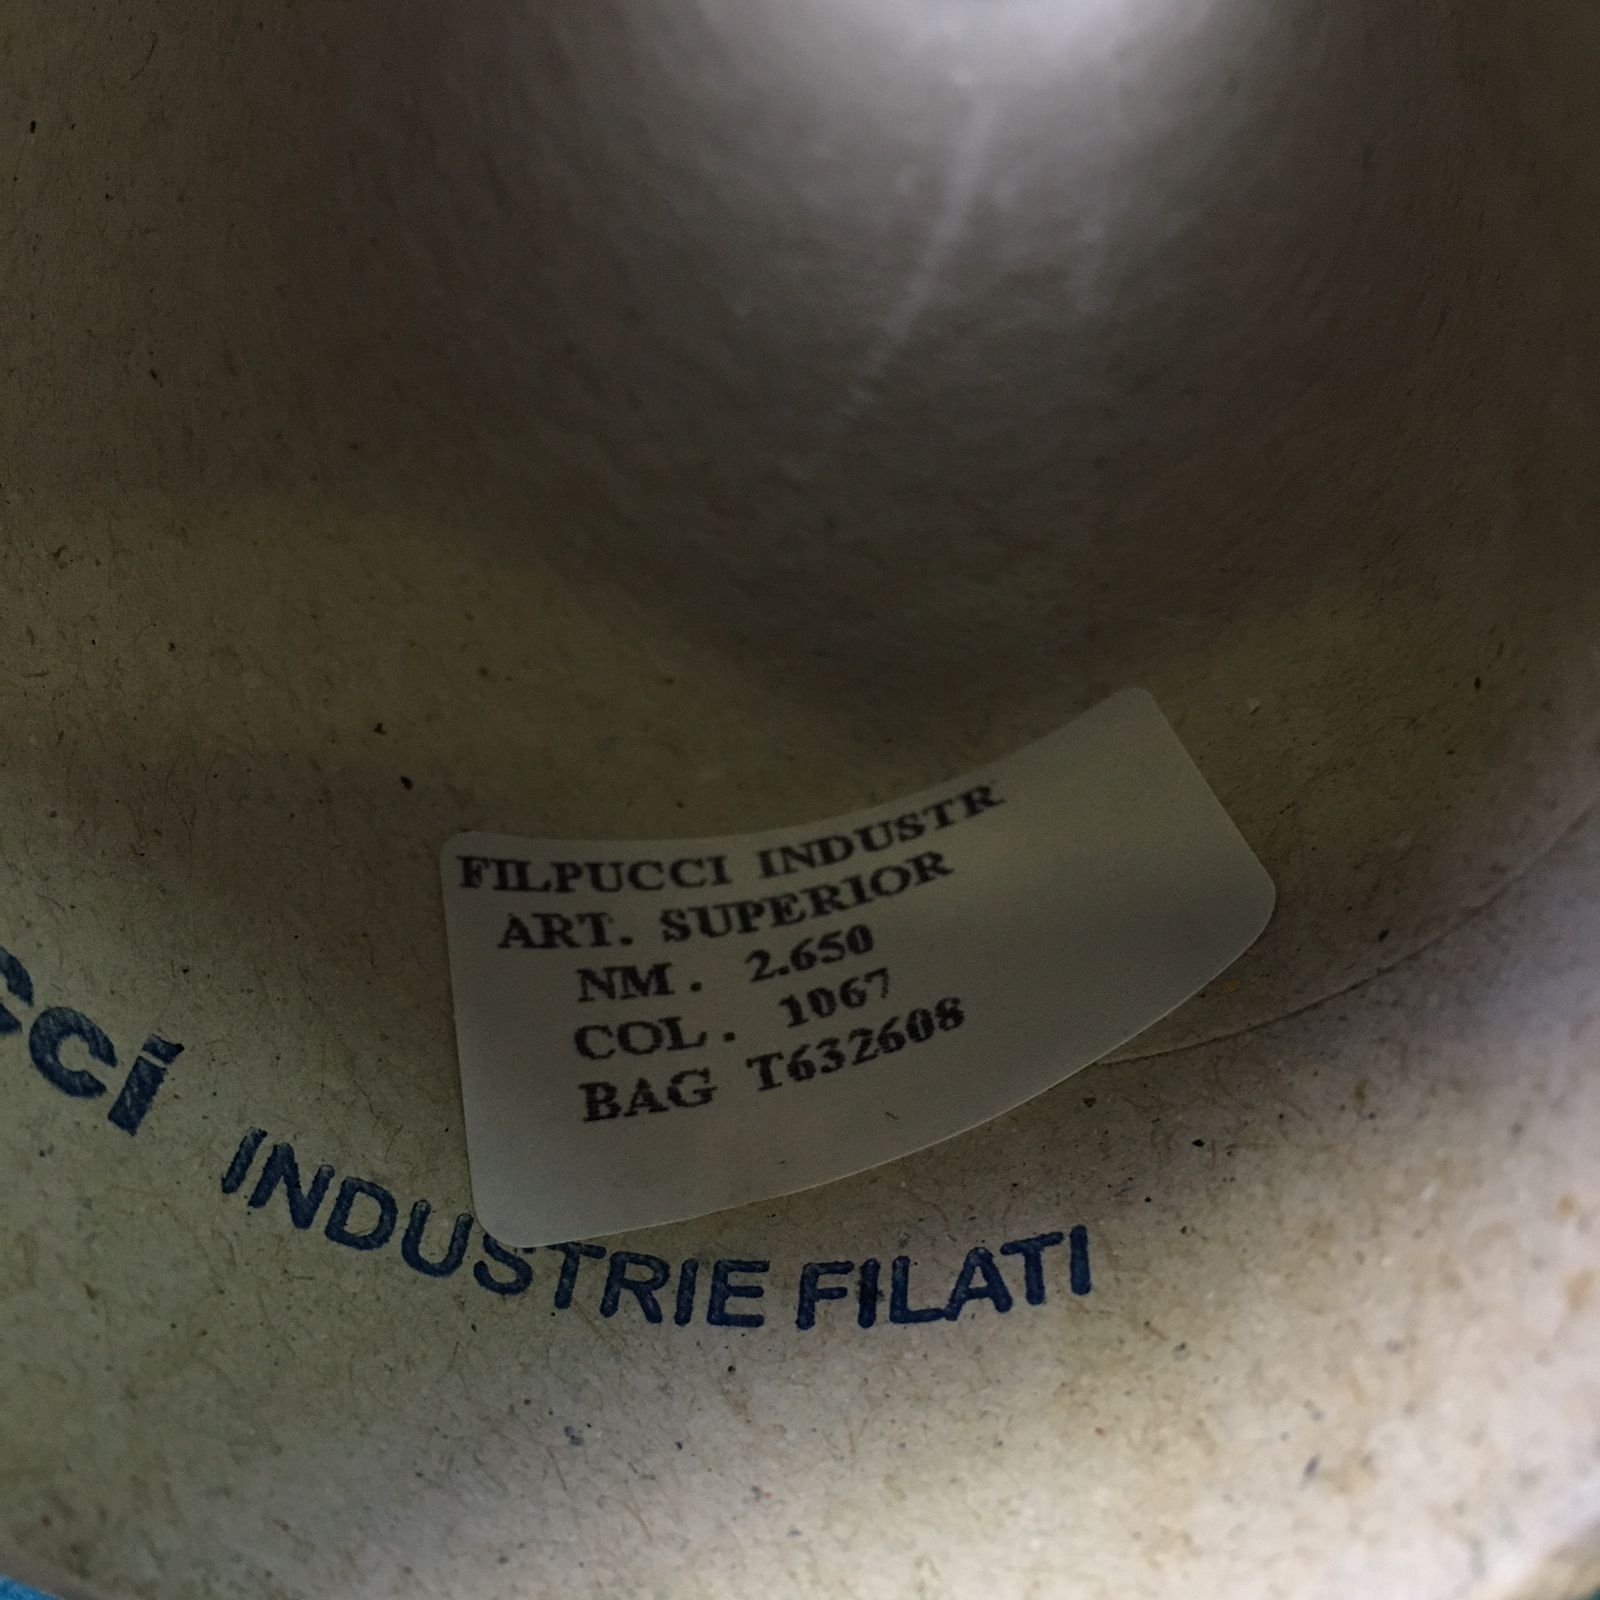 FILPUCCI INDUSTR
ART. SUPERIOR
NM. 2.650
COL. 1067
BAG T632608
cci
INDUSTRIE FILATI